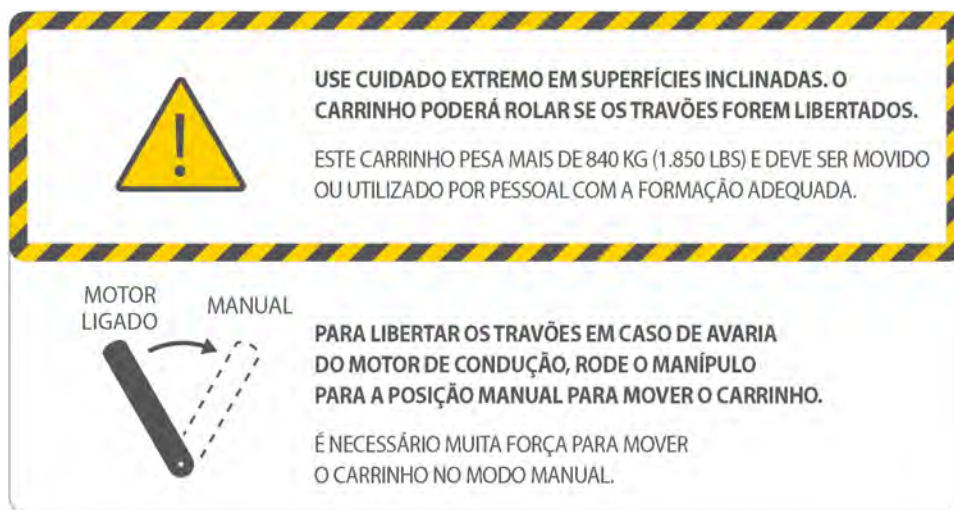 USE CUIDADO EXTREMO EM SUPERFÍCIES INCLINADAS. O
CARRINHO PODERÁ ROLAR SE OS TRAVÕES FOREM LIBERTADOS.
ESTE CARRINHO PESA MAIS DE 840 KG (1.850 LBS) E DEVE SER MOVIDO
OU UTILIZADO POR PESSOAL COM A FORMAÇÃO ADEQUADA.
MOTOR
LIGADO
MANUAL
PARA LIBERTAR OS TRAVÕES EM CASO DE AVARIA
DO MOTOR DE CONDUÇÃO, RODE O MANÍPULO
PARA A POSIÇÃO MANUAL PARA MOVER O CARRINHO.
É NECESSÁRIO MUITA FORÇA PARA MOVER
O CARRINHO NO MODO MANUAL.